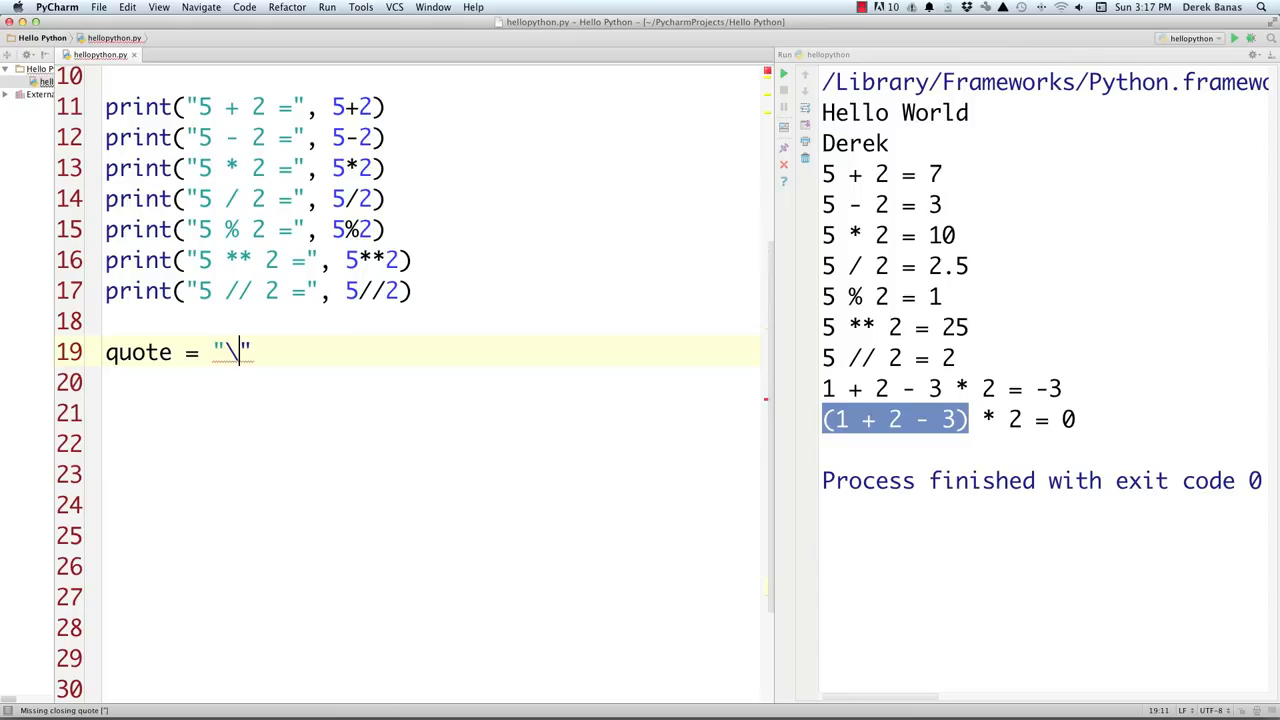 PyCharm File Edit View Navigate Code Refactor Run Tools VCS Window Help 10 Sun 3:17 PM Derek Banas
hellopython.py - Hello Python - [~/PycharmProjects/Hello Python]
Hello Python hellopython.py hellopython
hellopython.py Run hellopython
Hello P
hell
Externa
10
11 print("5 + 2 =", 5+2)
12 print("5 - 2 =", 5-2)
13 print("5 * 2 =", 5*2)
14 print("5 / 2 =", 5/2)
15 print("5 % 2 =", 5%2)
16 print("5 ** 2 =", 5**2)
17 print("5 // 2 =", 5//2)
18
19 quote = "\"
20
21
22
23
24
25
26
27
28
29
30
/Library/Frameworks/Python.framewo
Hello World
Derek
5 + 2 = 7
5 - 2 = 3
5 * 2 = 10
5 / 2 = 2.5
5 % 2 = 1
5 ** 2 = 25
5 // 2 = 2
1 + 2 - 3 * 2 = -3
(1 + 2 - 3) * 2 = 0
Process finished with exit code 0
Missing closing quote ["] 19:11 LF UTF-8